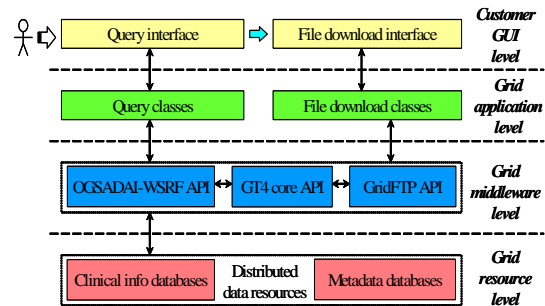 Query interface
File download interface
Customer
GUI
level
Query classes
File download classes
Grid
application
level
OGSADAI-WSRF API
GT4 core API
GridFTP API
Grid
middleware
level
Clinical info databases
Distributed
data resources
Metadata databases
Grid
resource
level